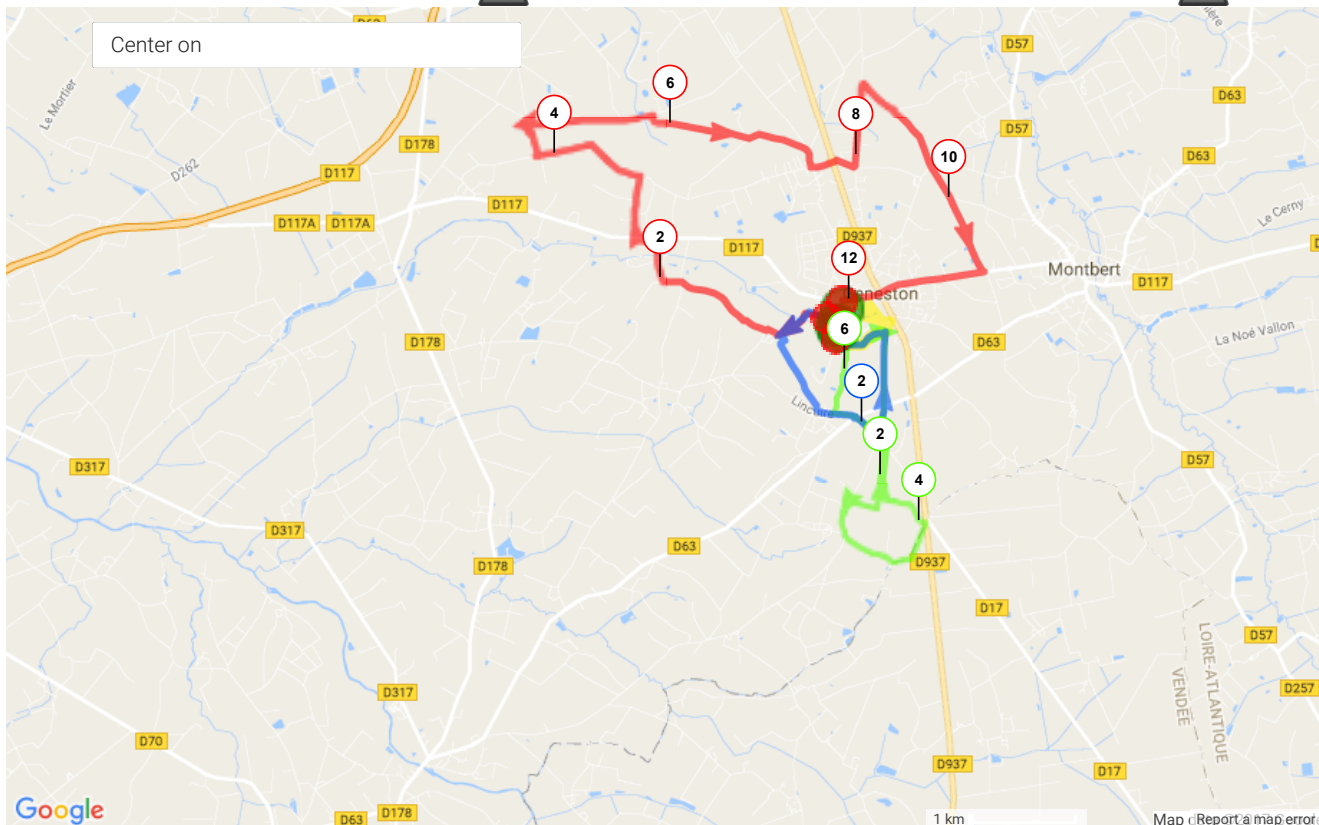 Center on
D57
Le Mortier
D63
6
4
8
D178
D57
D262
D117
10
D63
D117
Le Cerny
D117A
D117A
2
D937
D117
12
Montbert
D117
eneston
6
D178
D63
La Noé Vallon
2
Lincuire
2
D317
D57
4
D317
D63
D178
D937
D17
D57
LOIRE-ATLANTIQUE
VENDÉE
D317
D257
D70
D937
D17
Google
D63
D178
1 km
Map d
Report a map error